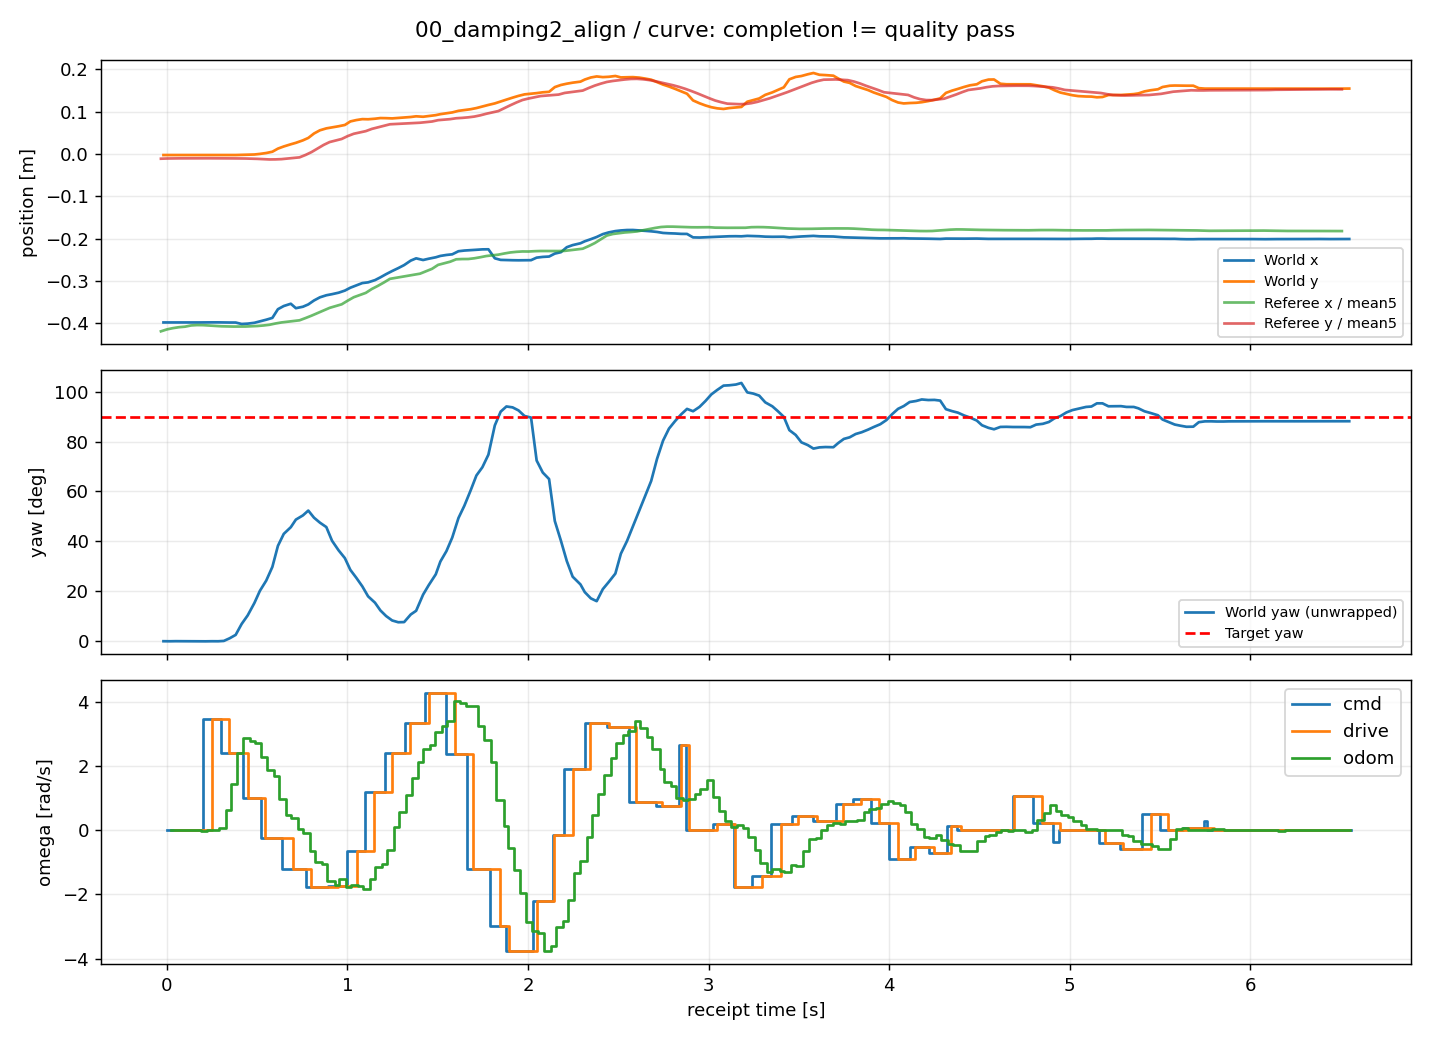 00_damping2_align / curve: completion != quality pass
position [m]
0.2
0.1
0.0
−0.1
−0.2
−0.3
−0.4
World x
World y
Referee x / mean5
Referee y / mean5
yaw [deg]
100
80
60
40
20
0
World yaw (unwrapped)
Target yaw
omega [rad/s]
4
2
0
−2
−4
cmd
drive
odom
0 1 2 3 4 5 6
receipt time [s]